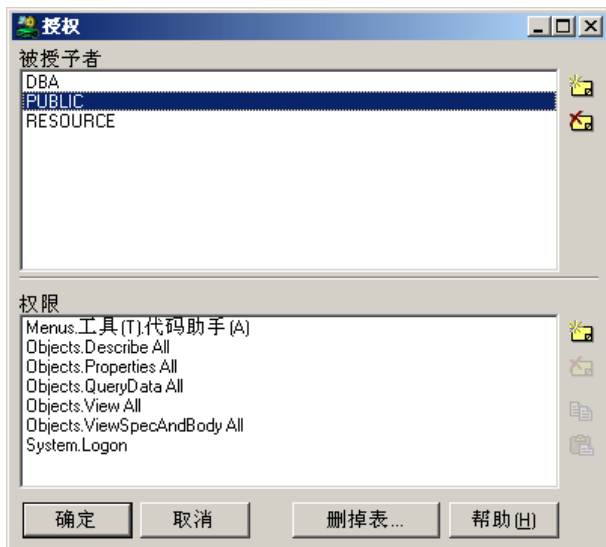 授权
被授予者
DBA
PUBLIC
RESOURCE
权限
Menus.工具(T).代码助手(A)
Objects.Describe All
Objects.Properties All
Objects.QueryData All
Objects.View All
Objects.ViewSpecAndBody All
System.Logon
确定 取消 删掉表... 帮助(H)